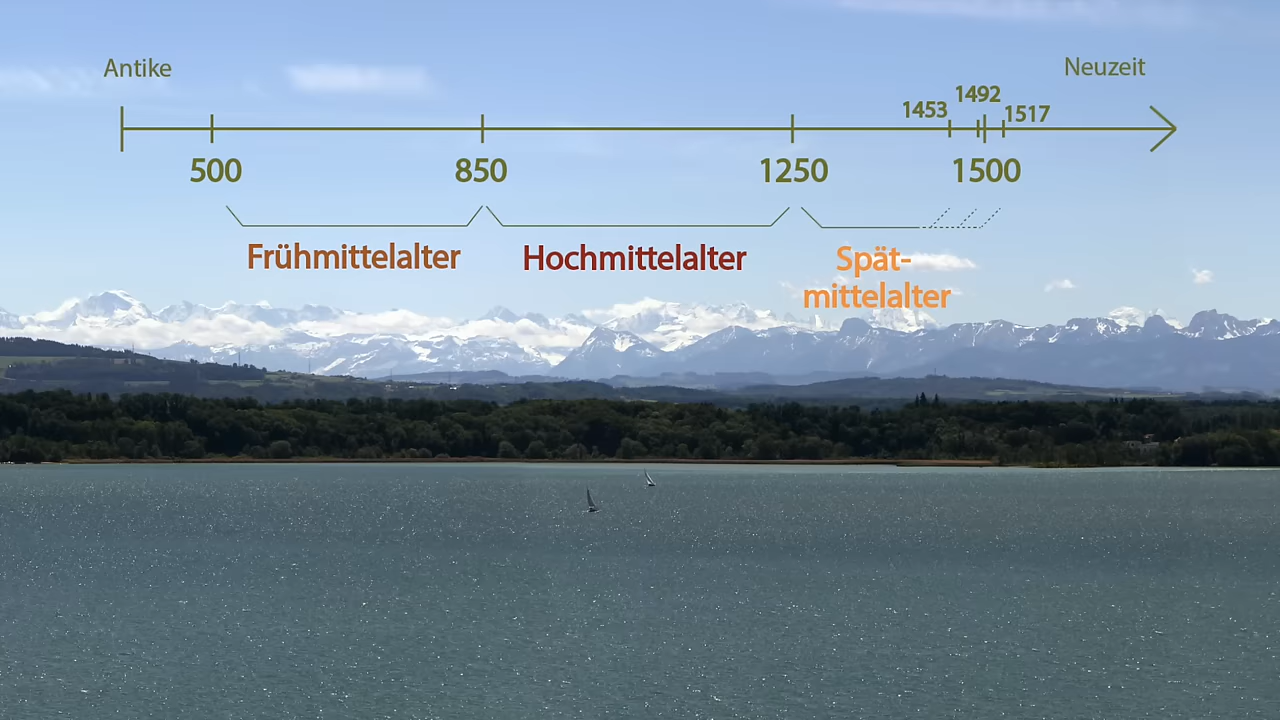 Antike
Neuzeit
1453
1492
1517
500
850
1250
1500
Frühmittelalter
Hochmittelalter
Spät-
mittelalter